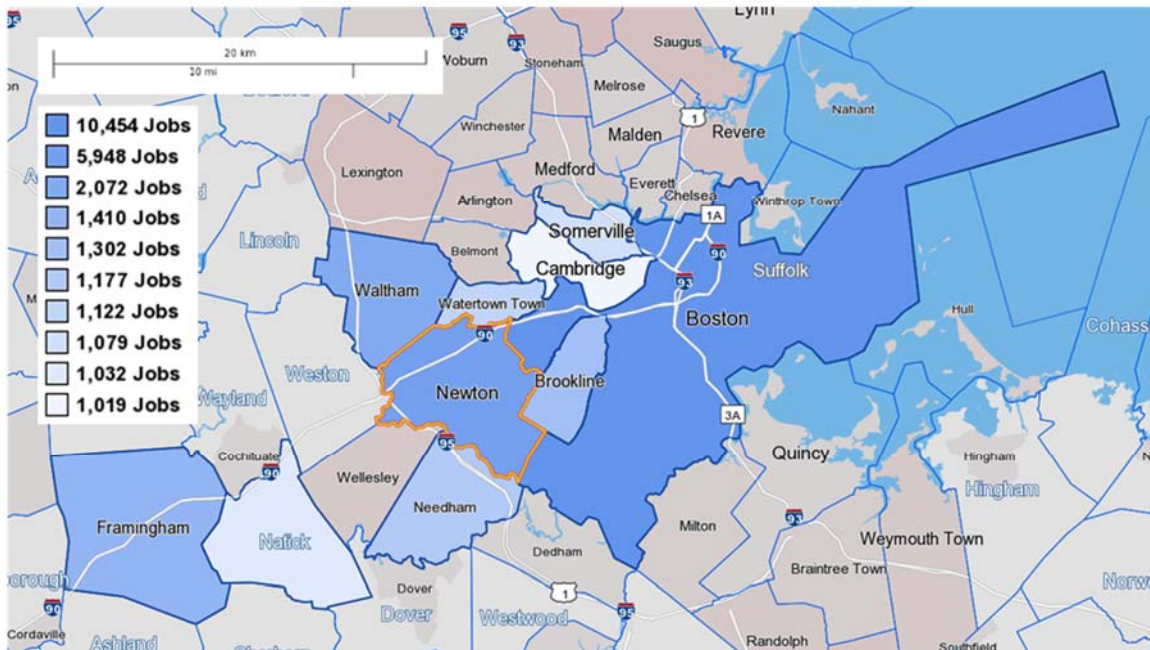 95
Lynn
20 km
10 mi
95
93
Woburn
Stoneham
Saugus
Melrose
Nahant
10,454 Jobs
5,948 Jobs
2,072 Jobs
1,410 Jobs
1,302 Jobs
1,177 Jobs
1,122 Jobs
1,079 Jobs
1,032 Jobs
1,019 Jobs
Winchester
1
Malden
Revere
Lexington
Medford
Everett
Chelsea
Winthrop Town
Arlington
1A
Lincoln
Belmont
Somerville
Cambridge
90
93
Suffolk
Waltham
Watertown Town
90
Boston
Hull
Cohass
Weston
Newton
Brookline
Wayland
3A
Cochituate
95
90
Quincy
Hingham
Hingham
Wellesley
Needham
Framingham
Natick
Milton
93
Weymouth Town
Dedham
Braintree Town
Dover
Dover
1
Westwood
95
Norw
borough
90
Cordaville
Ashland
Randolph
Southfield